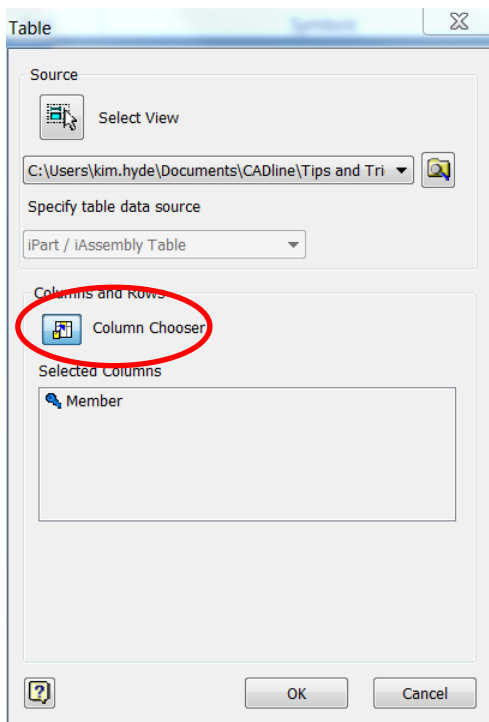 Table
Symbols
Source
Select View
C:\Users\kim.hyde\Documents\CADline\Tips and Tri
Specify table data source
iPart / iAssembly Table
Columns and Rows
Column Chooser
Selected Columns
Member
OK
Cancel